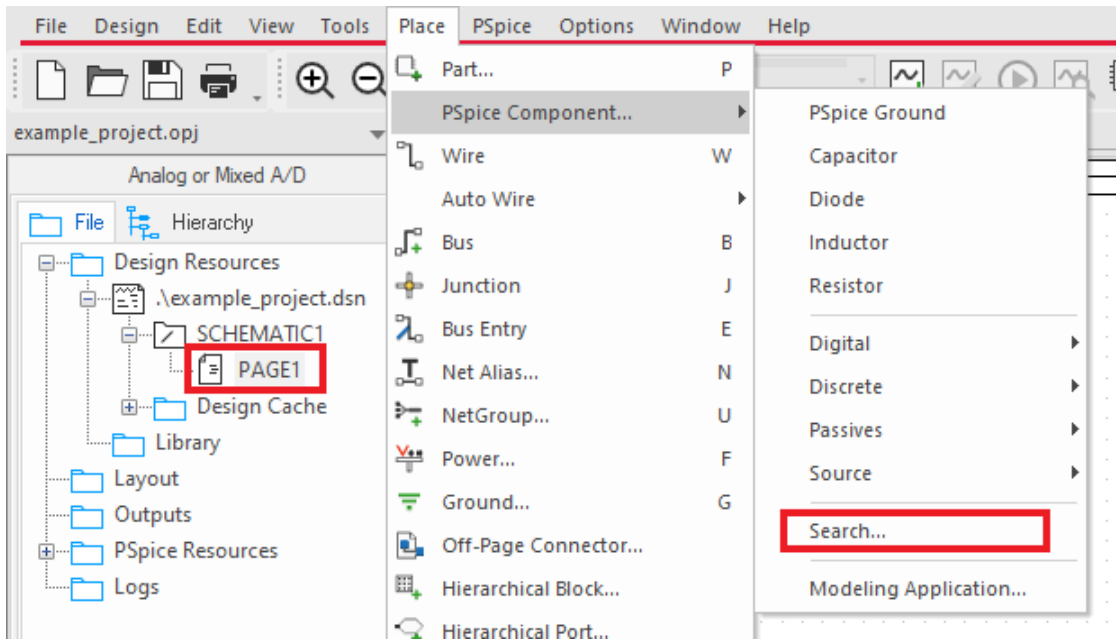 File Design Edit View Tools Place PSpice Options Window Help
example_project.opj
Analog or Mixed A/D
File Hierarchy
Design Resources
.\example_project.dsn
SCHEMATIC1
PAGE1
Design Cache
Library
Layout
Outputs
PSpice Resources
Logs
Part... P
PSpice Component...
Wire W
Auto Wire
Bus B
Junction J
Bus Entry E
Net Alias... N
NetGroup... U
Power... F
Ground... G
Off-Page Connector...
Hierarchical Block...
Hierarchical Port...
PSpice Ground
Capacitor
Diode
Inductor
Resistor
Digital
Discrete
Passives
Source
Search...
Modeling Application...